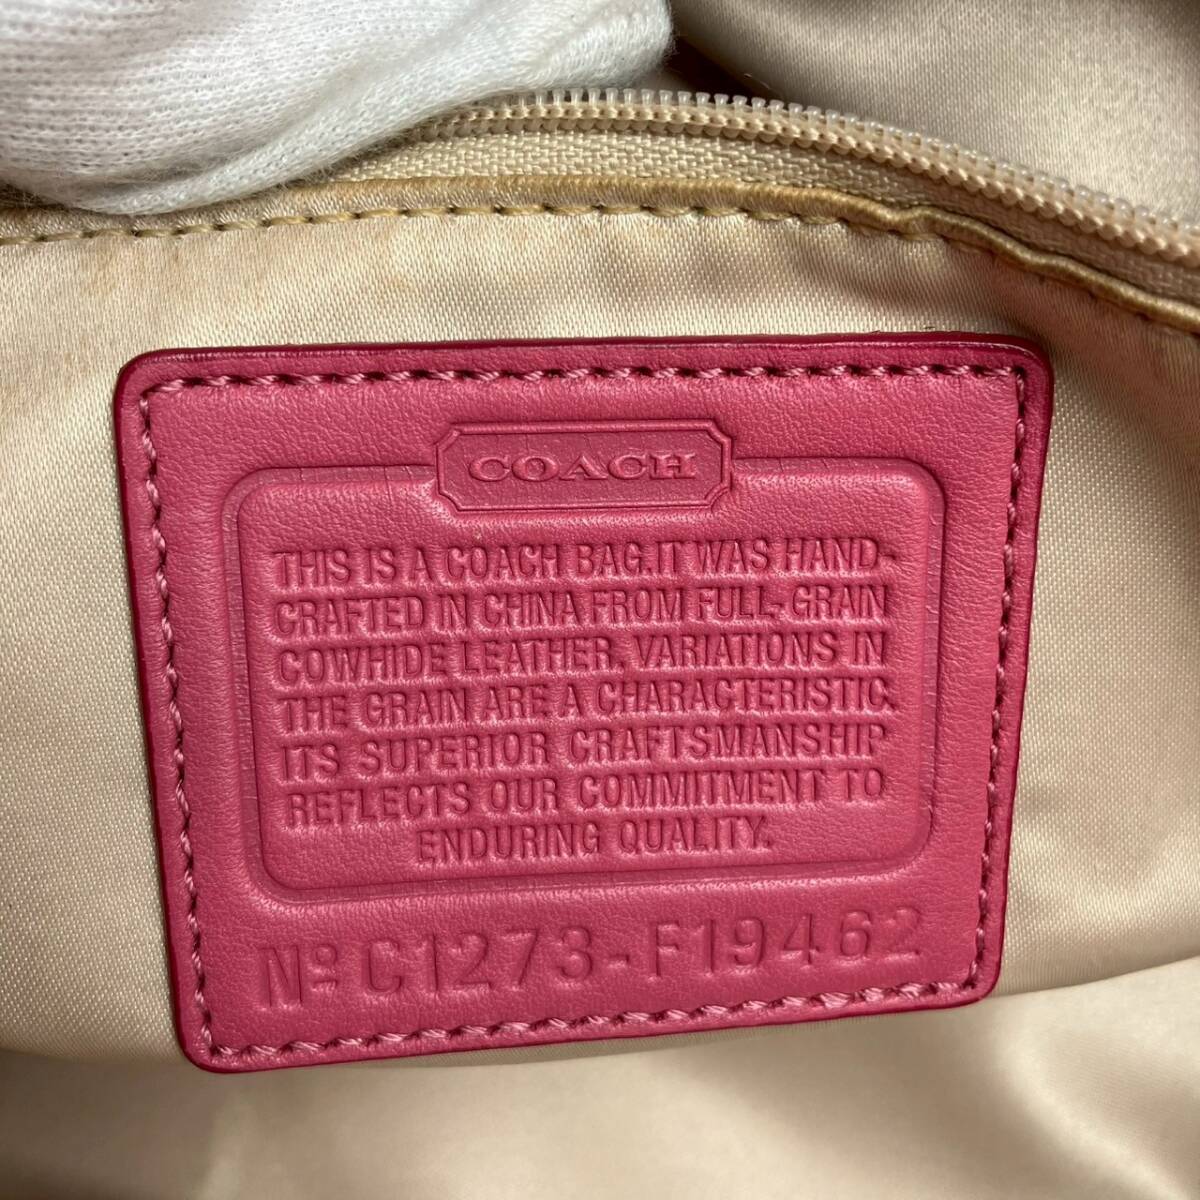 COACH
THIS IS A COACH BAG.IT WAS HAND-
CRAFTED IN CHINA FROM FULL-GRAIN
COWHIDE LEATHER. VARIATIONS IN
THE GRAIN ARE A CHARACTERISTIC.
ITS SUPERIOR CRAFTSMANSHIP
REFLECTS OUR COMMITMENT TO
ENDURING QUALITY.
Nº C1273-F19462